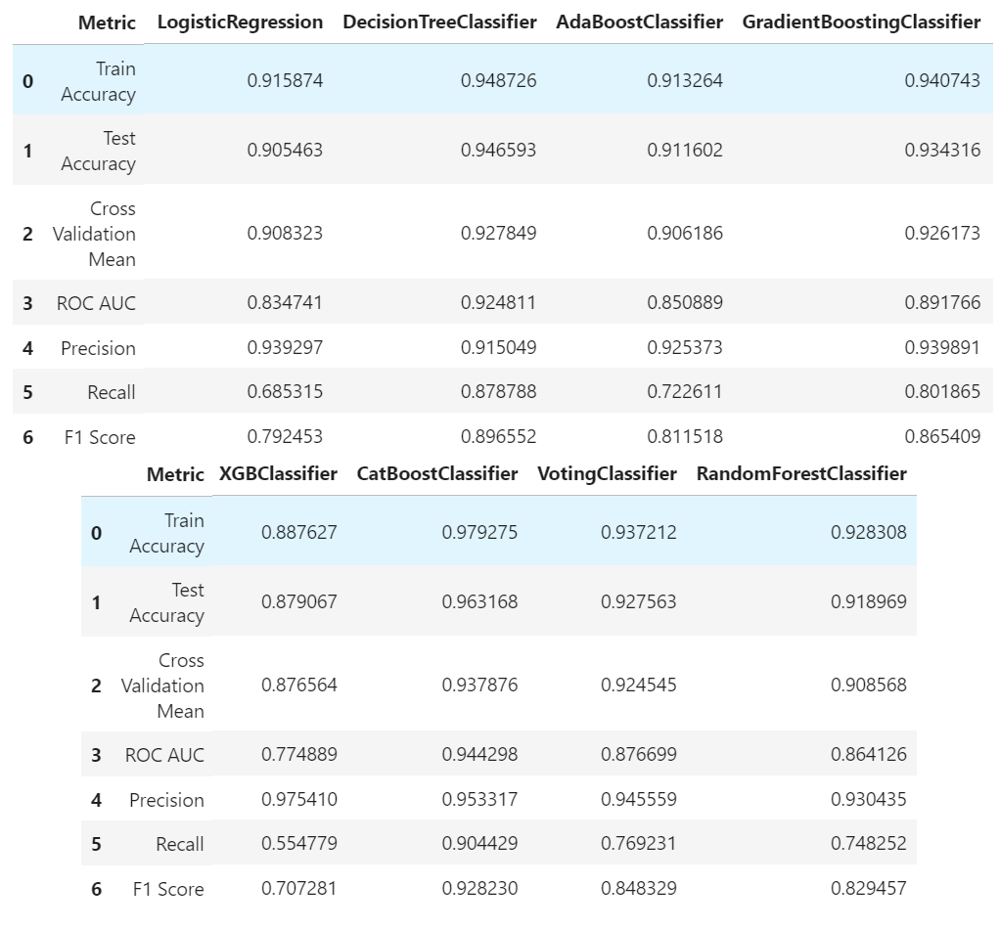 Metric LogisticRegression DecisionTreeClassifier AdaBoostClassifier GradientBoostingClassifier
0 Train Accuracy 0.915874 0.948726 0.913264 0.940743
1 Test Accuracy 0.905463 0.946593 0.911602 0.934316
2 Cross Validation Mean 0.908323 0.927849 0.906186 0.926173
3 ROC AUC 0.834741 0.924811 0.850889 0.891766
4 Precision 0.939297 0.915049 0.925373 0.939891
5 Recall 0.685315 0.878788 0.722611 0.801865
6 F1 Score 0.792453 0.896552 0.811518 0.865409
Metric XGBClassifier CatBoostClassifier VotingClassifier RandomForestClassifier
0 Train Accuracy 0.887627 0.979275 0.937212 0.928308
1 Test Accuracy 0.879067 0.963168 0.927563 0.918969
2 Cross Validation Mean 0.876564 0.937876 0.924545 0.908568
3 ROC AUC 0.774889 0.944298 0.876699 0.864126
4 Precision 0.975410 0.953317 0.945559 0.930435
5 Recall 0.554779 0.904429 0.769231 0.748252
6 F1 Score 0.707281 0.928230 0.848329 0.829457